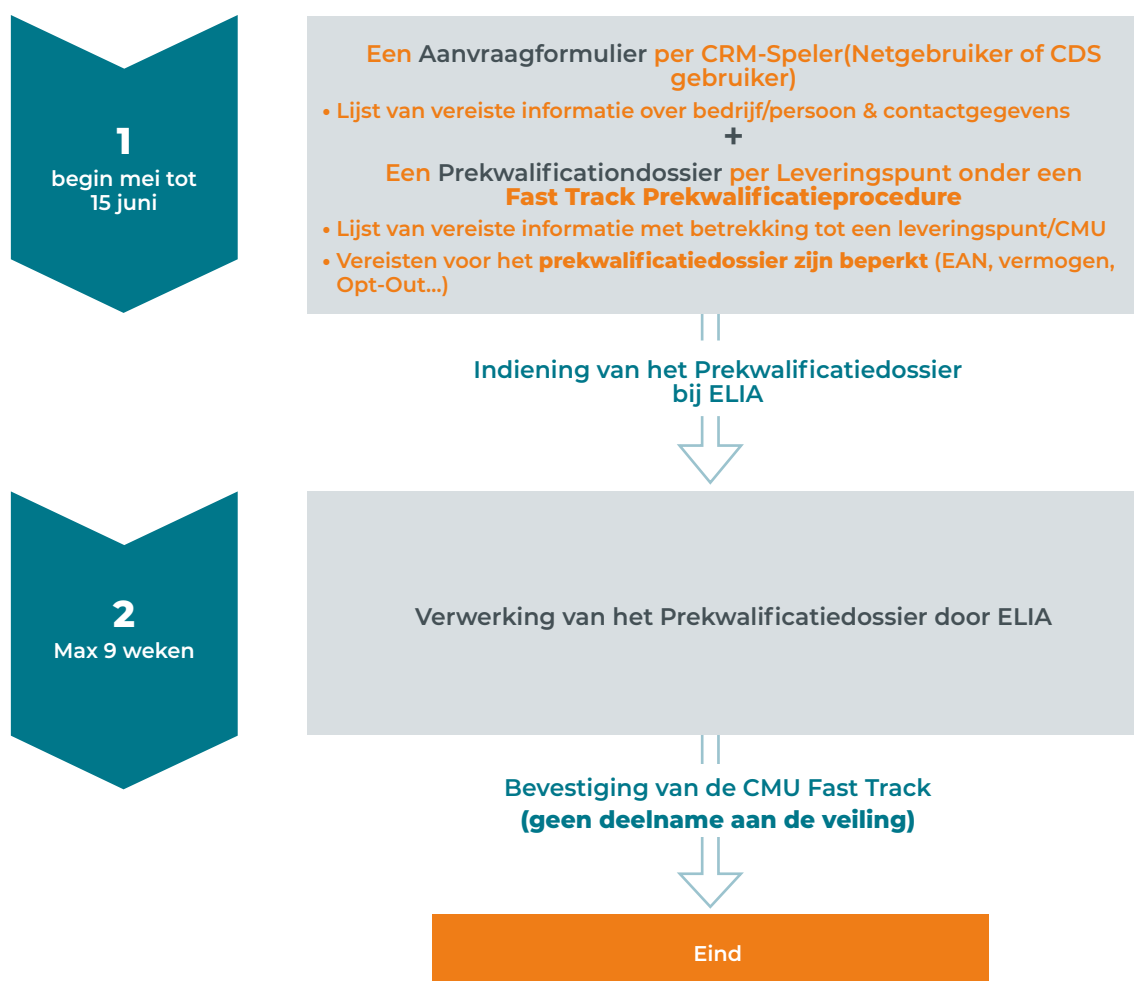 1
begin mei tot
15 juni
Een Aanvraagformulier per CRM-Speler(Netgebruiker of CDS
gebruiker)
• Lijst van vereiste informatie over bedrijf/persoon & contactgegevens
+
Een Prekwalificationdossier per Leveringspunt onder een
Fast Track Prekwalificatieprocedure
• Lijst van vereiste informatie met betrekking tot een leveringspunt/CMU
• Vereisten voor het prekwalificatiedossier zijn beperkt (EAN, vermogen,
Opt-Out...)
Indiening van het Prekwalificatiedossier
bij ELIA
2
Max 9 weken
Verwerking van het Prekwalificatiedossier door ELIA
Bevestiging van de CMU Fast Track
(geen deelname aan de veiling)
Eind